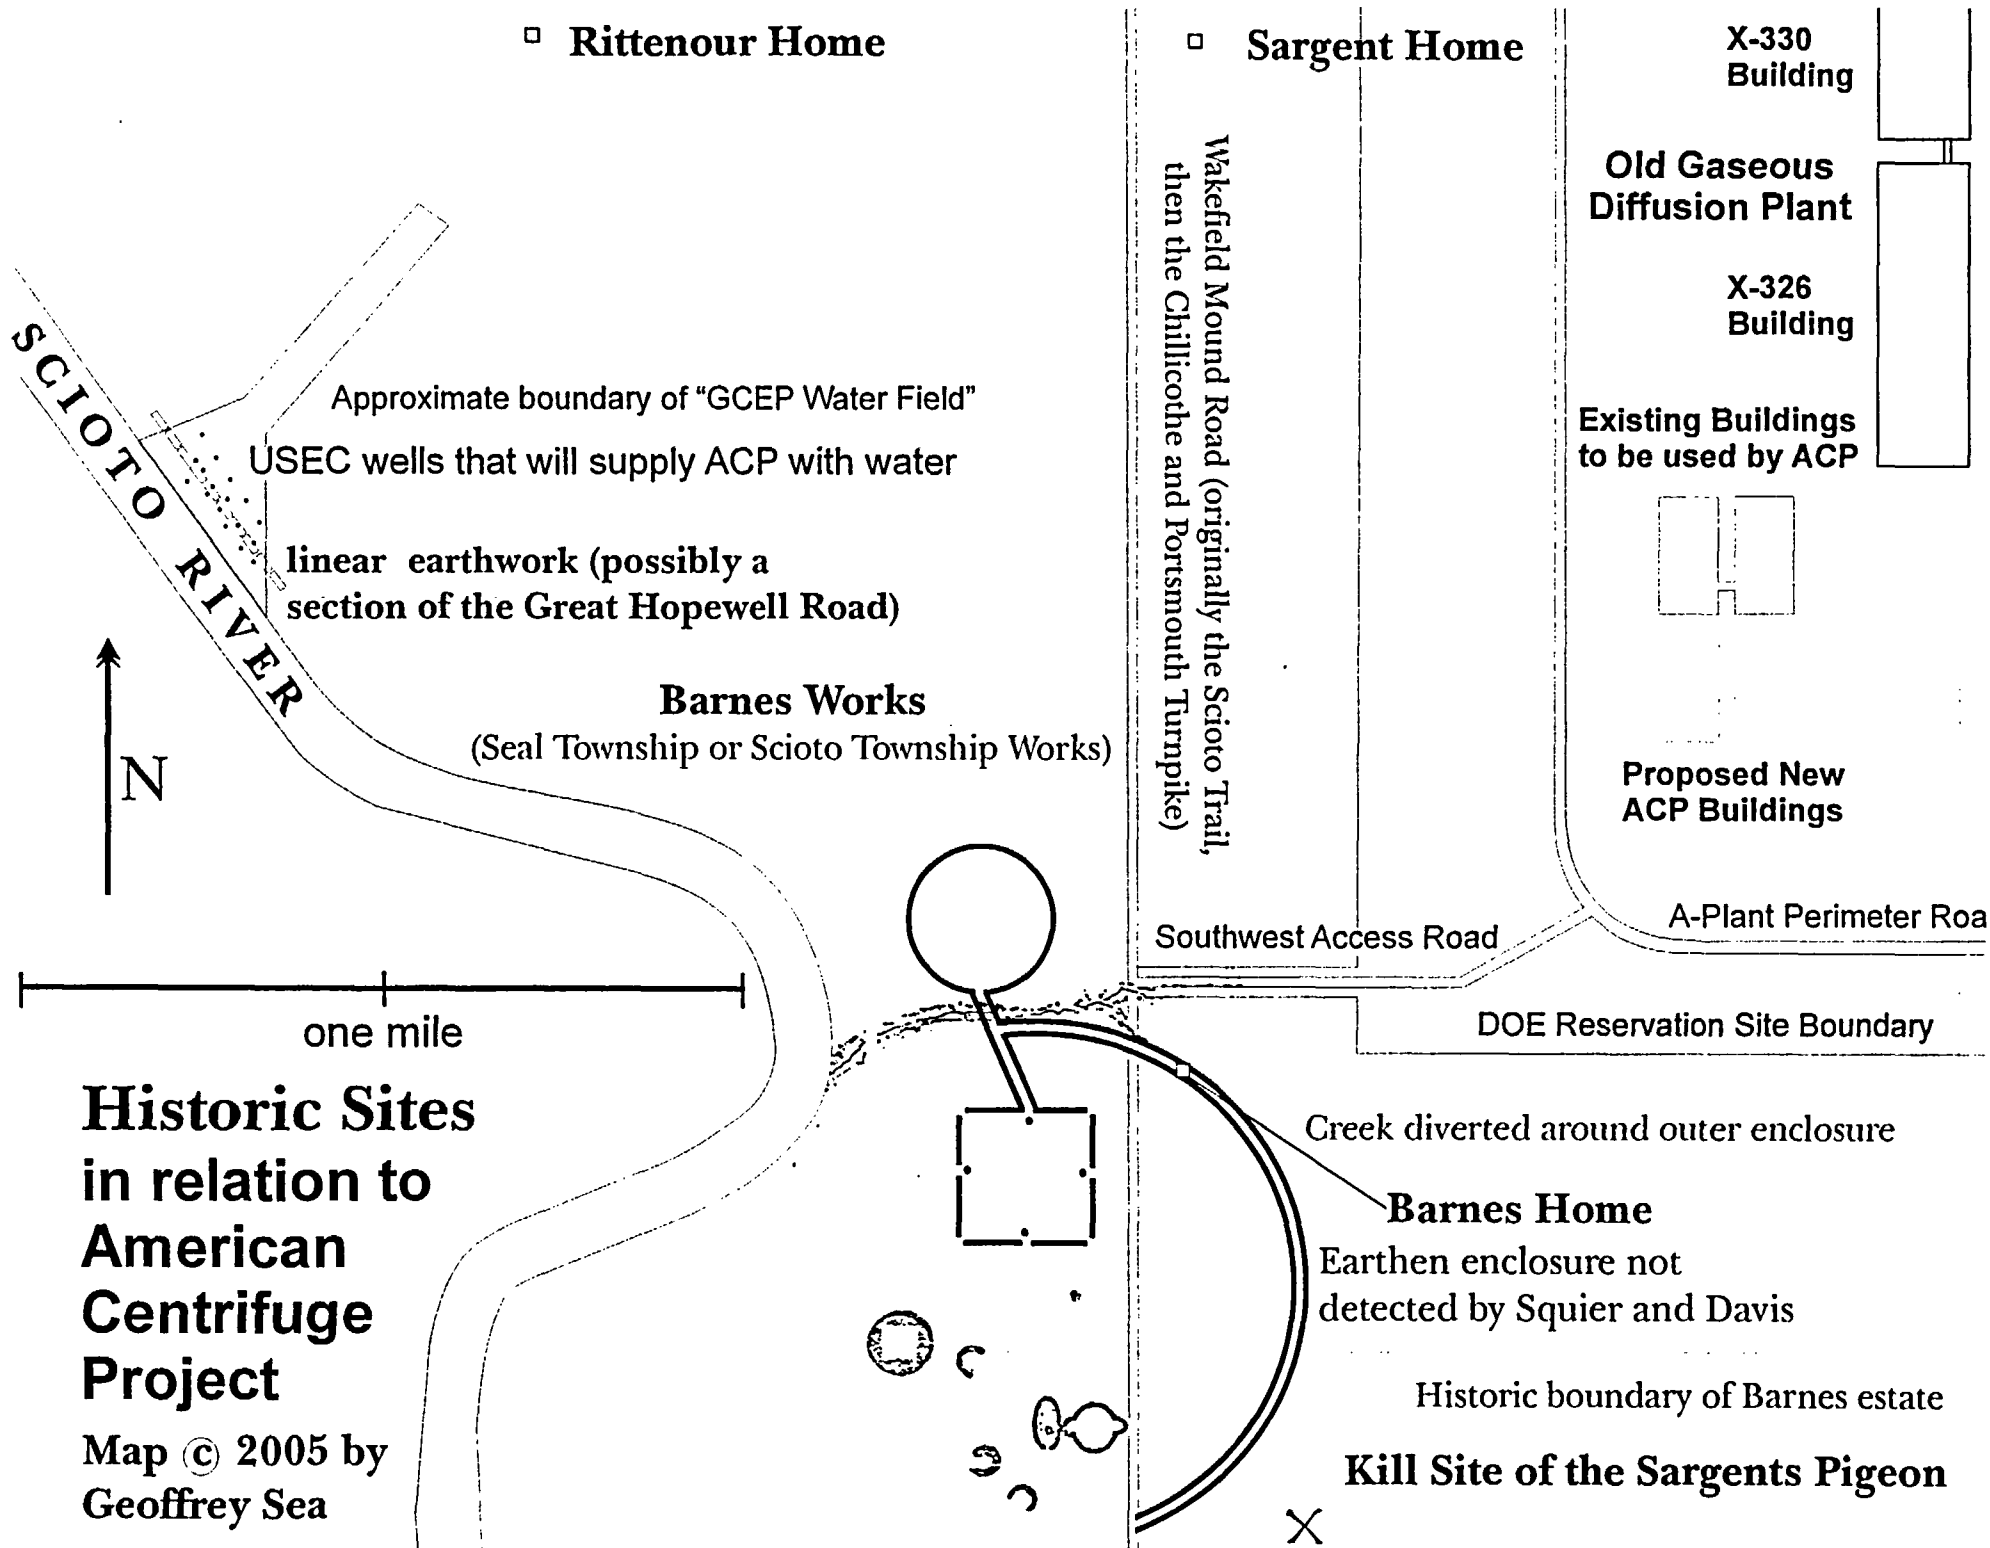 Rittenour Home
Sargent Home
X-330
Building
Old Gaseous
Diffusion Plant
X-326
Building
Existing Buildings
to be used by ACP
Proposed New
ACP Buildings
Wakefield Mound Road (originally the Scioto Trail,
then the Chillicothe and Portsmouth Turnpike)
SCIOTO RIVER
Approximate boundary of “GCEP Water Field”
USEC wells that will supply ACP with water
linear earthwork (possibly a
section of the Great Hopewell Road)
Barnes Works
(Seal Township or Scioto Township Works)
N
one mile
Southwest Access Road
A-Plant Perimeter Roa
DOE Reservation Site Boundary
Creek diverted around outer enclosure
Barnes Home
Earthen enclosure not
detected by Squier and Davis
Historic boundary of Barnes estate
Kill Site of the Sargents Pigeon
X
Historic Sites
in relation to
American
Centrifuge
Project
Map © 2005 by
Geoffrey Sea